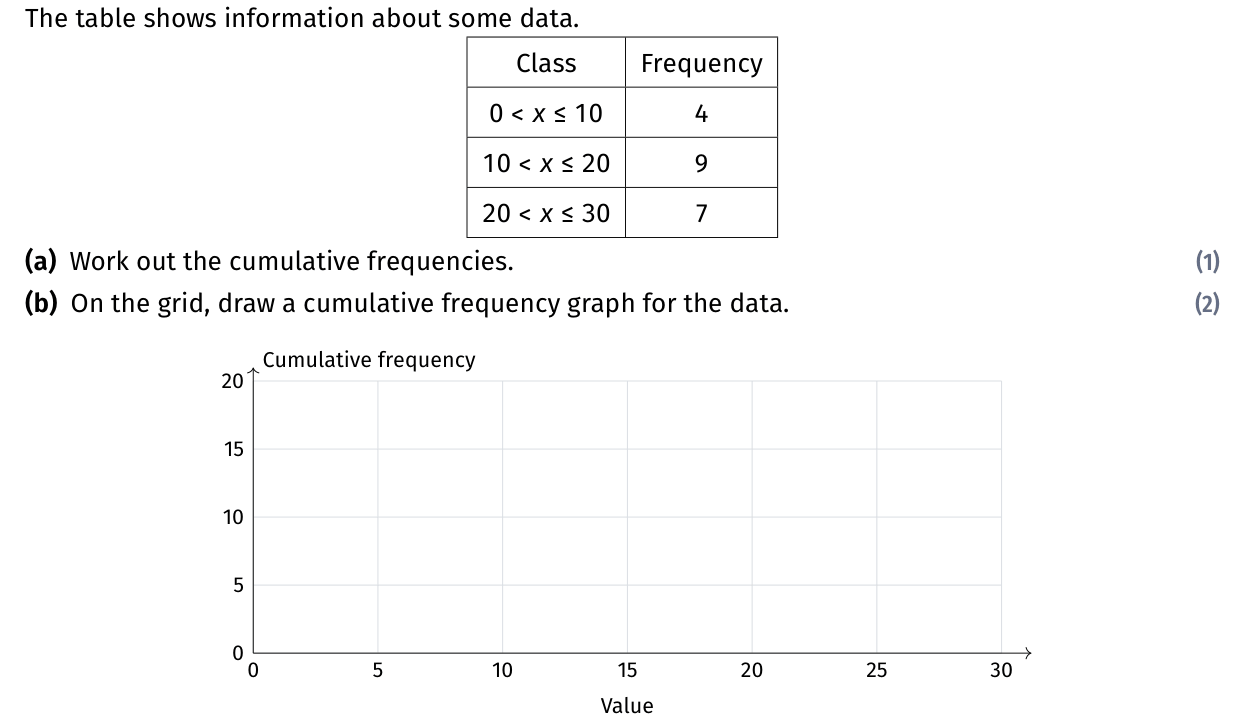 The table shows information about some data.
Class Frequency
0 < x ≤ 10 4
10 < x ≤ 20 9
20 < x ≤ 30 7
(a) Work out the cumulative frequencies. (1)
(b) On the grid, draw a cumulative frequency graph for the data. (2)
Cumulative frequency
20
15
10
5
0
0 5 10 15 20 25 30
Value